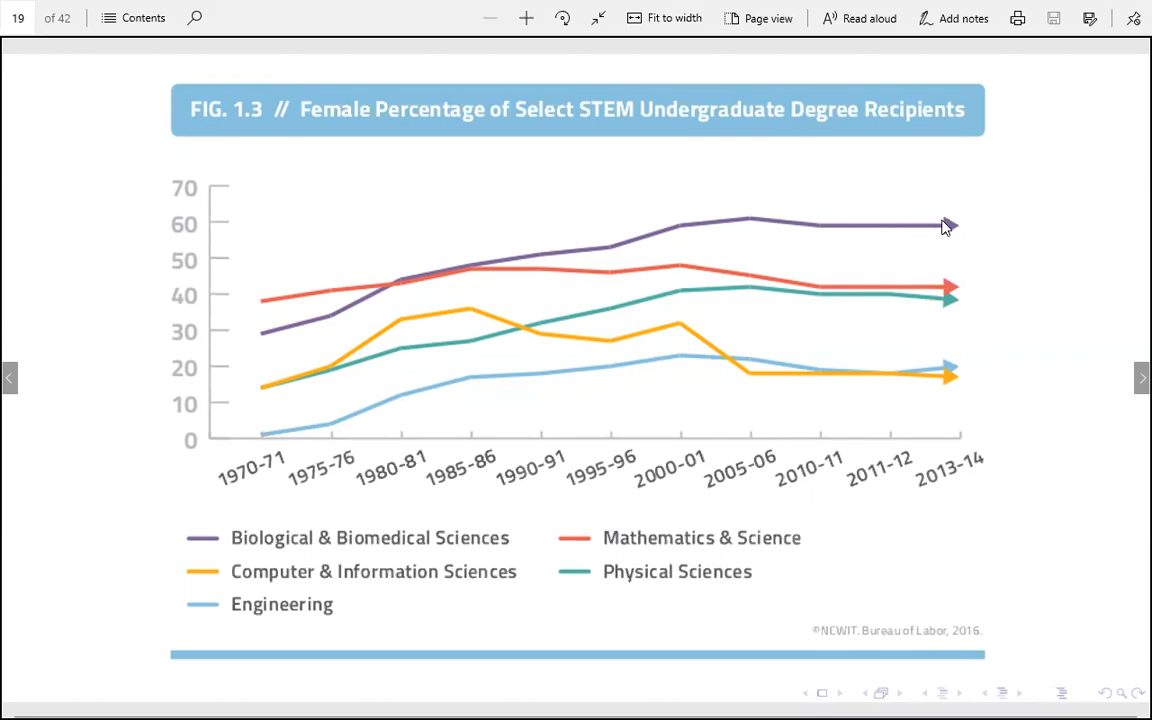 19 of 42 Contents Fit to width Page view Read aloud Add notes
FIG. 1.3 // Female Percentage of Select STEM Undergraduate Degree Recipients
70
60
50
40
30
20
10
0
1970-71 1975-76 1980-81 1985-86 1990-91 1995-96 2000-01 2005-06 2010-11 2011-12 2013-14
Biological & Biomedical Sciences Mathematics & Science
Computer & Information Sciences Physical Sciences
Engineering
©NCWIT. Bureau of Labor, 2016.